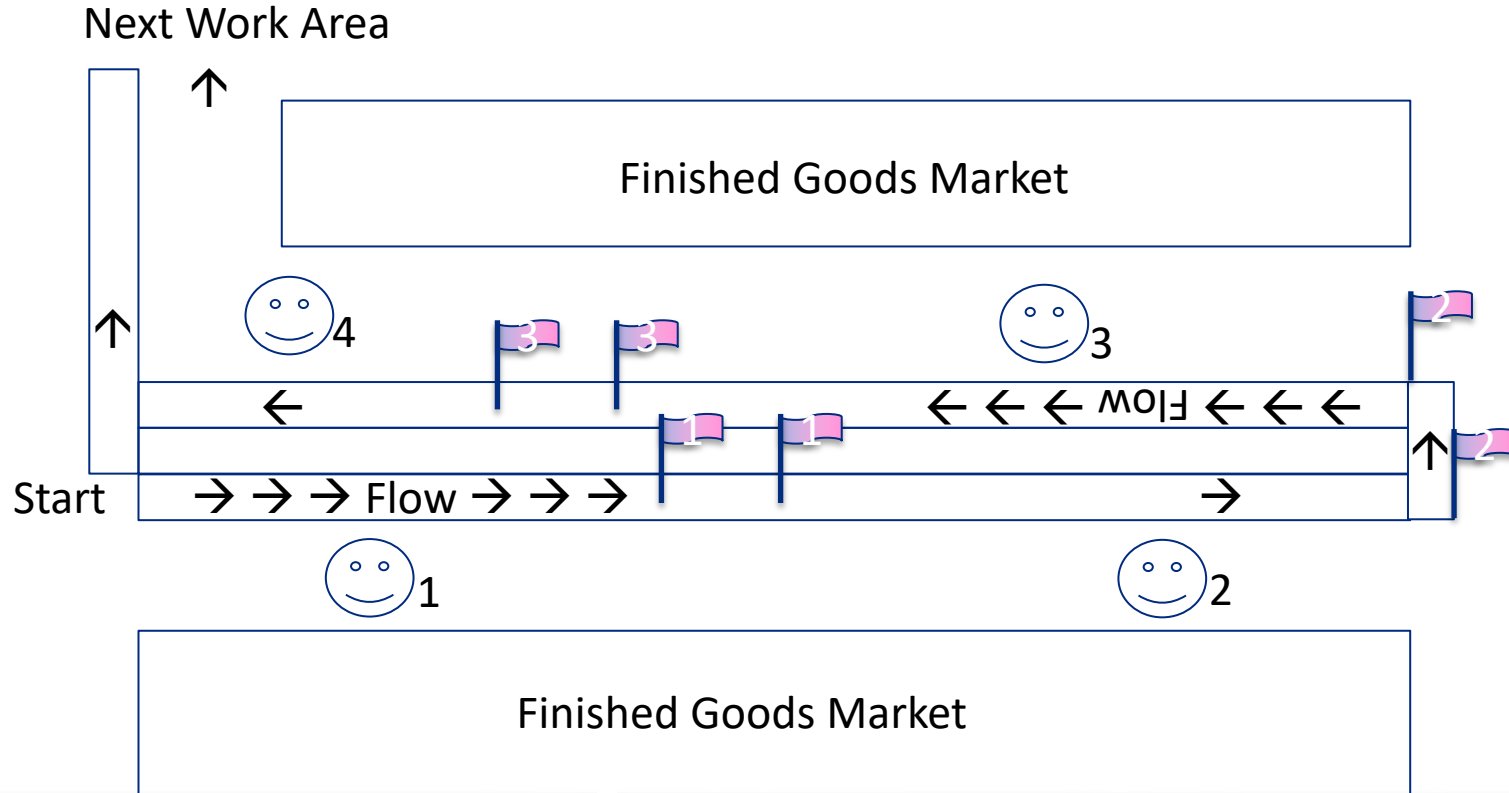 Next Work Area
↑
Finished Goods Market
4
3
3
3
2
↑
← ← ← ← Flow ← ← ←
1
1
↑
2
Start
→ → → Flow → → → →
1
2
Finished Goods Market